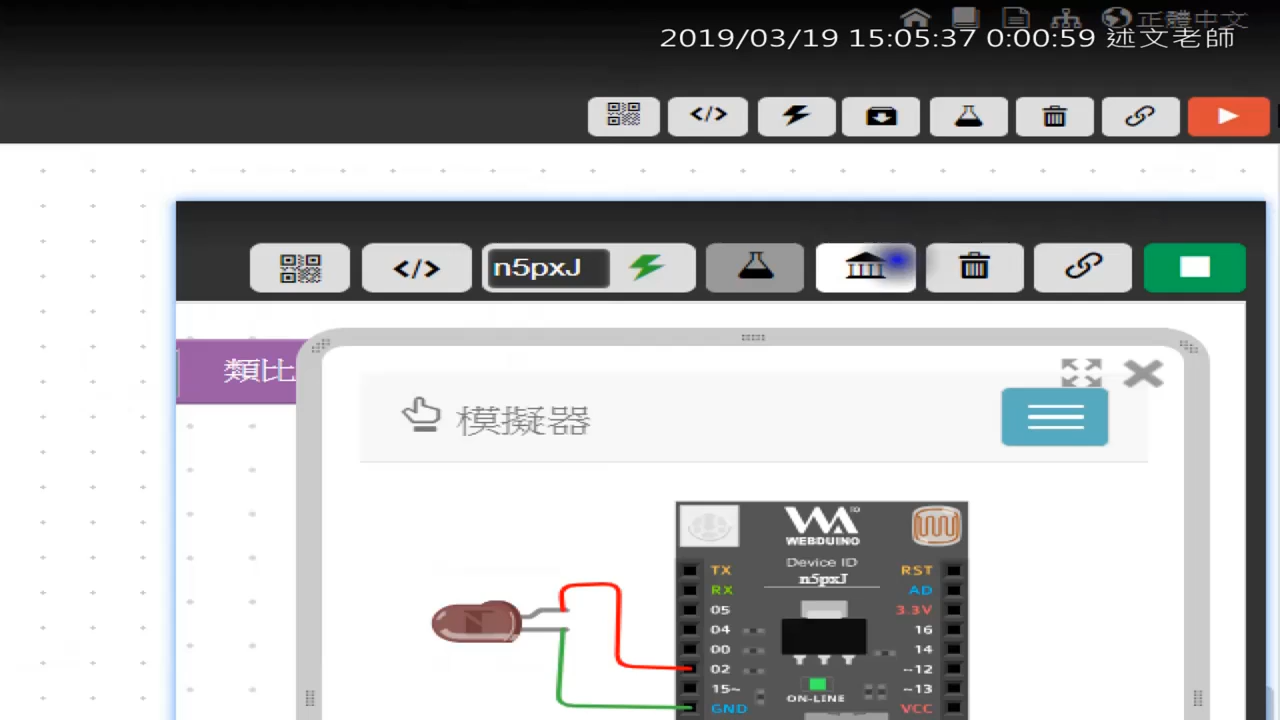 正體中文
2019/03/19 15:05:37 0:00:59 述文老師
</>
</> n5pxJ
類比
模擬器
WEBDUINO
Device ID
n5pxJ
TX RST
RX AD
05 3.3V
04 16
00 14
02 ~12
15~ ~13
ON-LINE
GND VCC